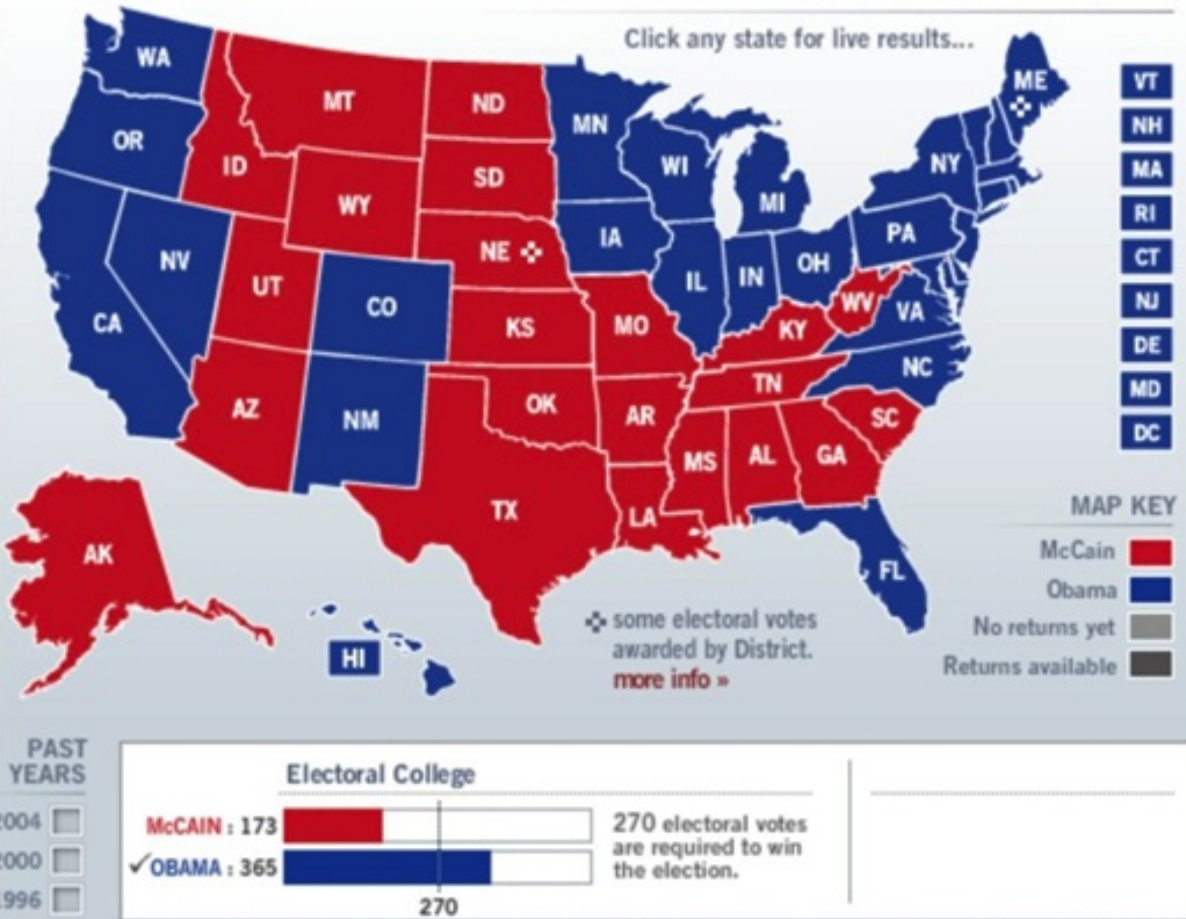 Click any state for live results...
WA
OR
CA
NV
ID
MT
WY
UT
AZ
CO
NM
ND
SD
NE
KS
OK
TX
MN
IA
MO
AR
LA
WI
IL
MI
IN
OH
KY
TN
MS
AL
GA
SC
NC
VA
WV
PA
NY
ME
FL
AK
HI
VT
NH
MA
RI
CT
NJ
DE
MD
DC
MAP KEY
McCain
Obama
No returns yet
Returns available
some electoral votes
awarded by District.
more info »
PAST
YEARS
2004
2000
1996
Electoral College
McCAIN : 173
OBAMA : 365
270
270 electoral votes
are required to win
the election.